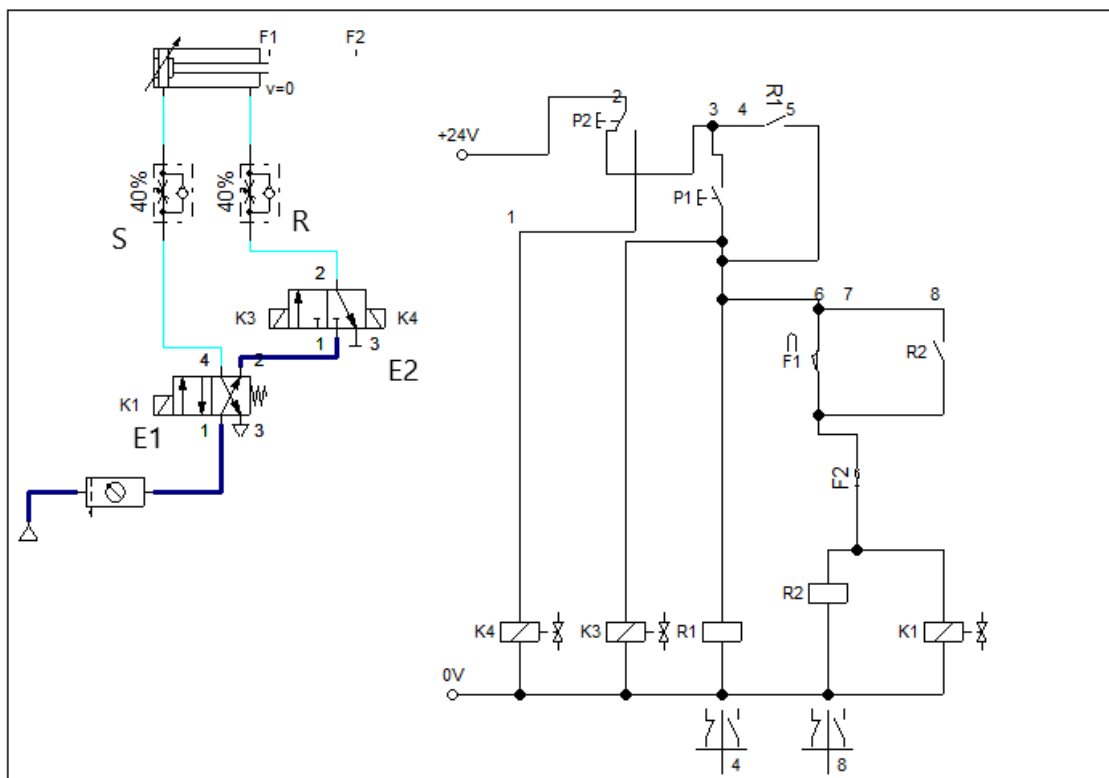 F1 F2
v=0
40% 40%
S R
2
K3 K4
1 3
E2
4 2
K1
E1 1 3
+24V
P2 2
3 4 R1 5
P1
1
6 7 8
F1 R2
F2
R2
K4 K3 R1 K1
0V
4 8